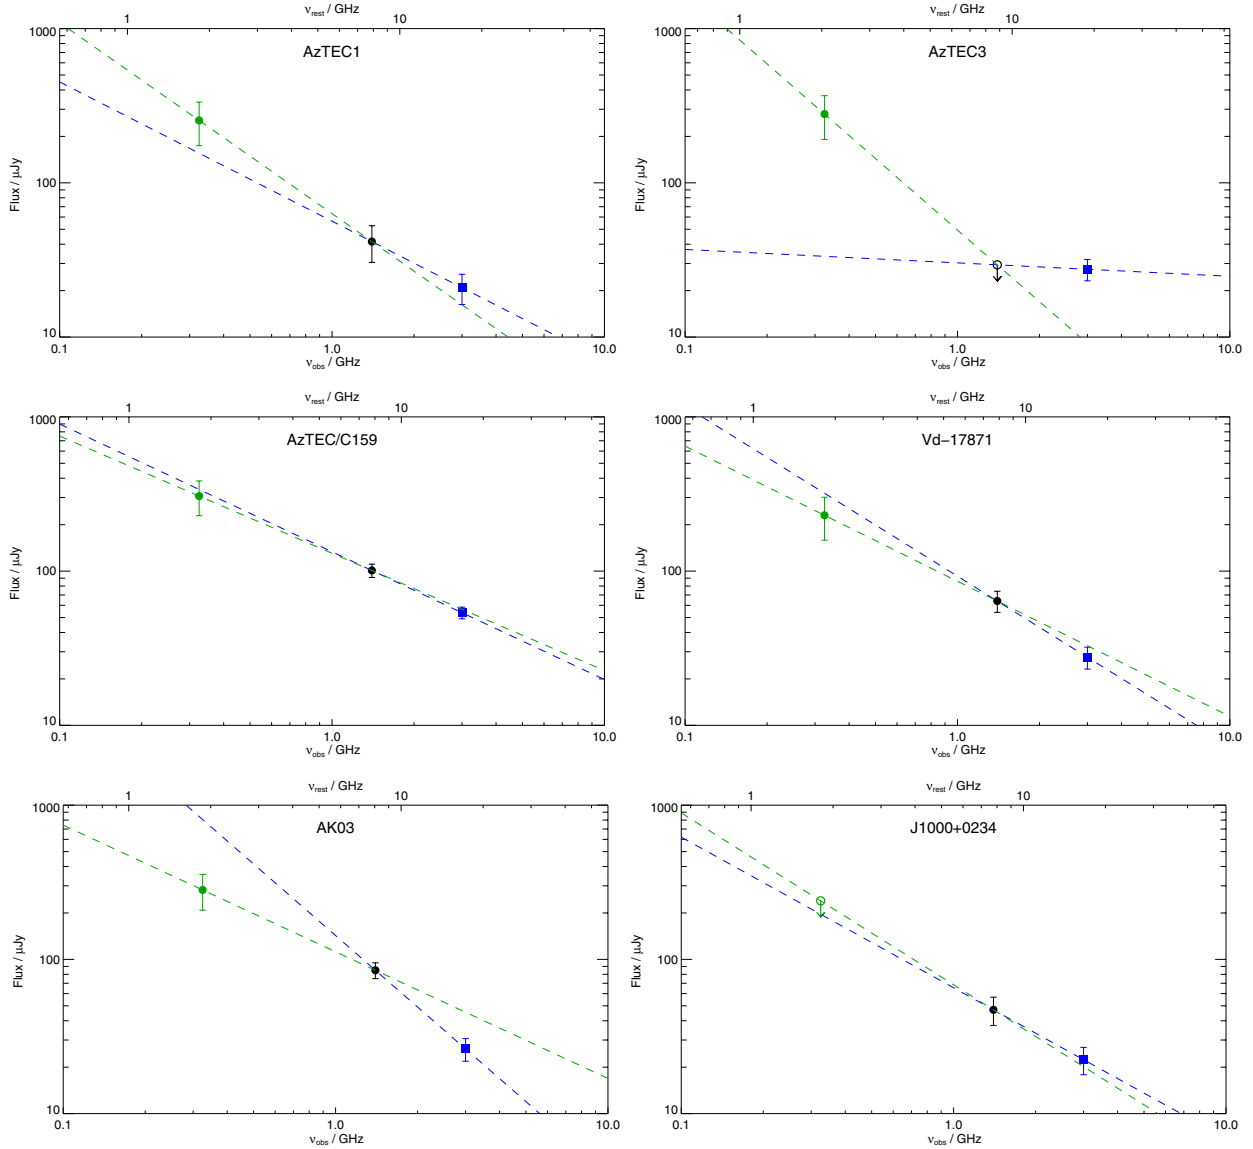 ν_rest / GHz
1 10
AzTEC1
1000
100
10
Flux / μJy
0.1 1.0 10.0
ν_obs / GHz
ν_rest / GHz
1 10
AzTEC3
1000
100
10
Flux / μJy
0.1 1.0 10.0
ν_obs / GHz
ν_rest / GHz
1 10
AzTEC/C159
1000
100
10
Flux / μJy
0.1 1.0 10.0
ν_obs / GHz
ν_rest / GHz
1 10
Vd−17871
1000
100
10
Flux / μJy
0.1 1.0 10.0
ν_obs / GHz
ν_rest / GHz
1 10
AK03
1000
100
10
Flux / μJy
0.1 1.0 10.0
ν_obs / GHz
ν_rest / GHz
1 10
J1000+0234
1000
100
10
Flux / μJy
0.1 1.0 10.0
ν_obs / GHz